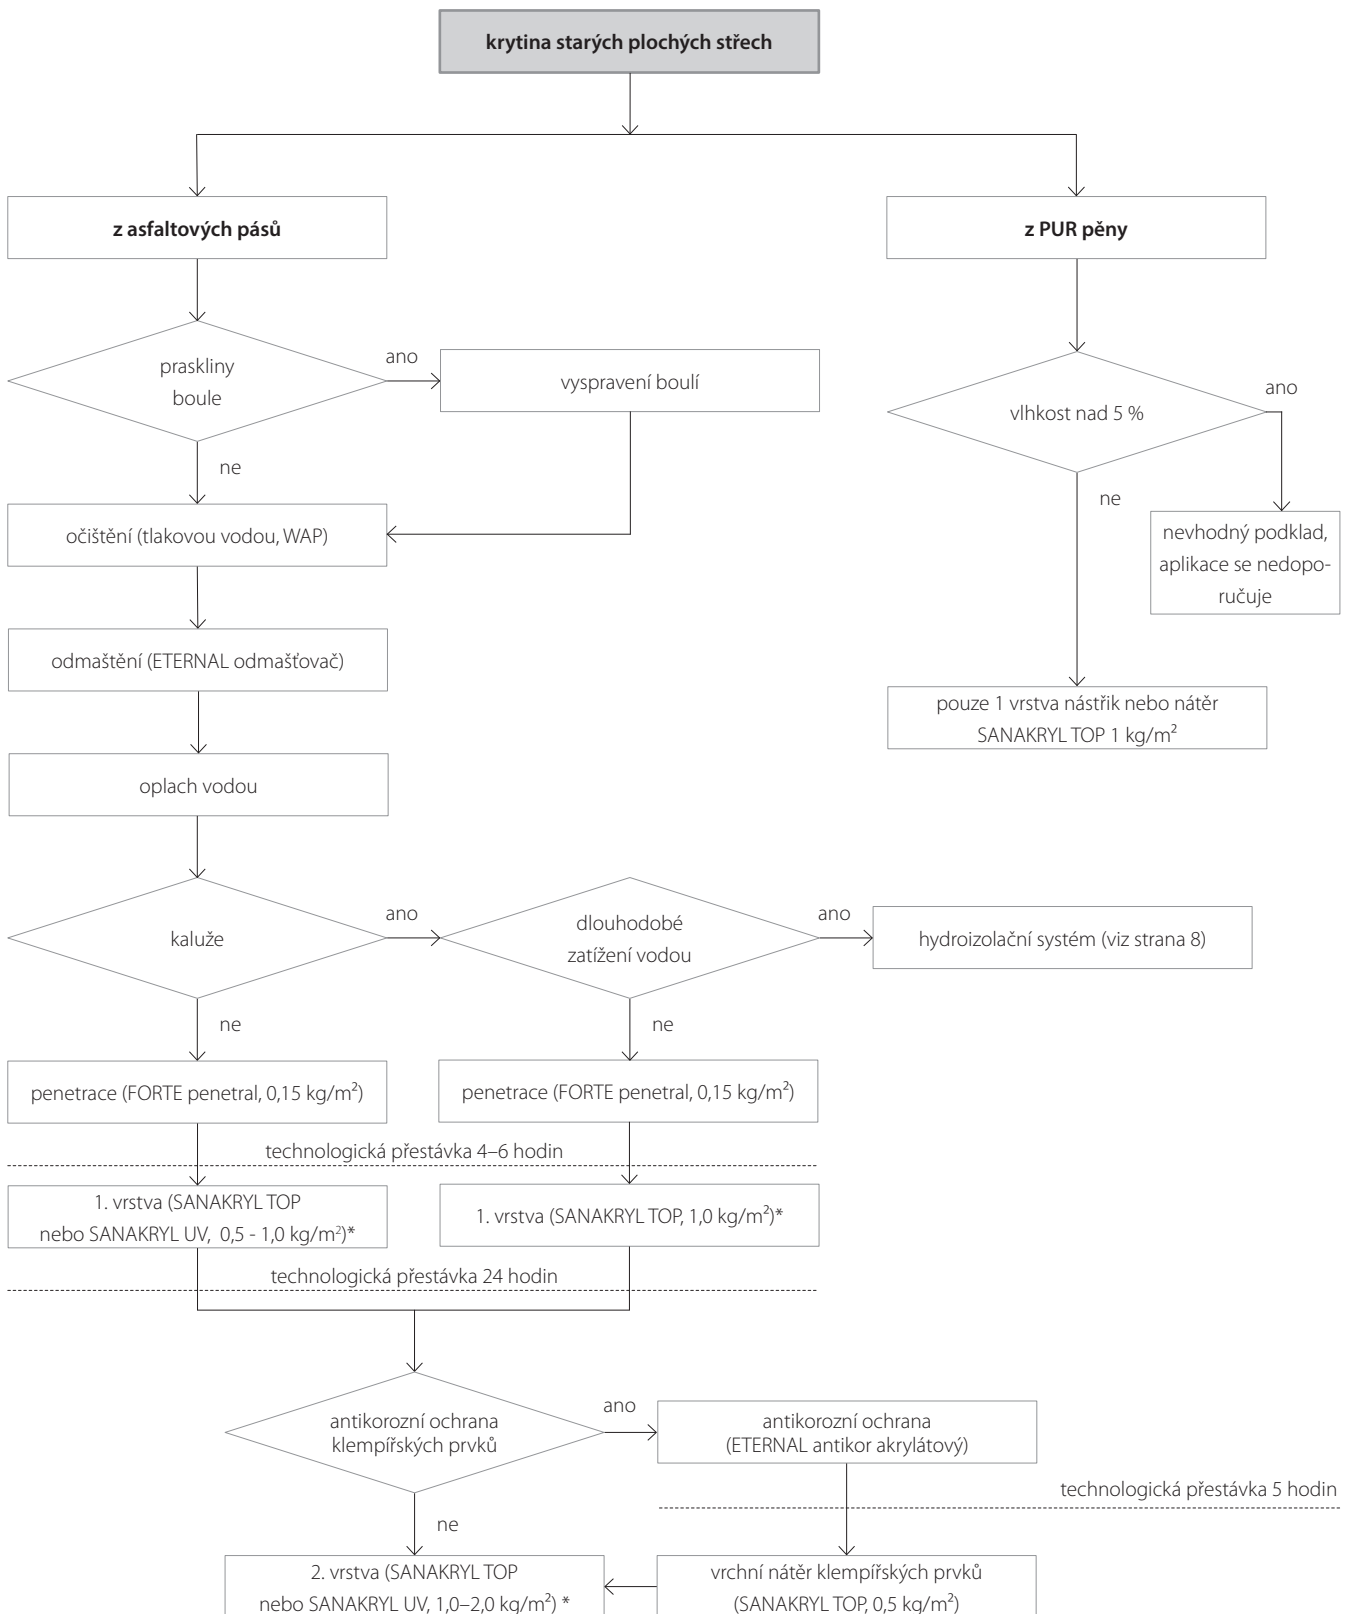 krytina starých plochých střech
z asfaltových pásů
z PUR pěny
praskliny
boule
ano
vyspravení boulí
ne
vlhkost nad 5 %
ano
ne
nevhodný podklad,
aplikace se nedopo-
ručuje
očištění (tlakovou vodou, WAP)
odmaštění (ETERNAL odmašťovač)
pouze 1 vrstva nástřik nebo nátěr
SANAKRYL TOP 1 kg/m²
oplach vodou
kaluže
ano
dlouhodobé
zatížení vodou
ano
hydroizolační systém (viz strana 8)
ne
ne
penetrace (FORTE penetral, 0,15 kg/m²)
penetrace (FORTE penetral, 0,15 kg/m²)
technologická přestávka 4–6 hodin
1. vrstva (SANAKRYL TOP
nebo SANAKRYL UV, 0,5 - 1,0 kg/m²)*
1. vrstva (SANAKRYL TOP, 1,0 kg/m²)*
technologická přestávka 24 hodin
antikorozní ochrana
klempířských prvků
ano
antikorozní ochrana
(ETERNAL antikor akrylátový)
technologická přestávka 5 hodin
ne
2. vrstva (SANAKRYL TOP
nebo SANAKRYL UV, 1,0–2,0 kg/m²) *
vrchní nátěr klempířských prvků
(SANAKRYL TOP, 0,5 kg/m²)